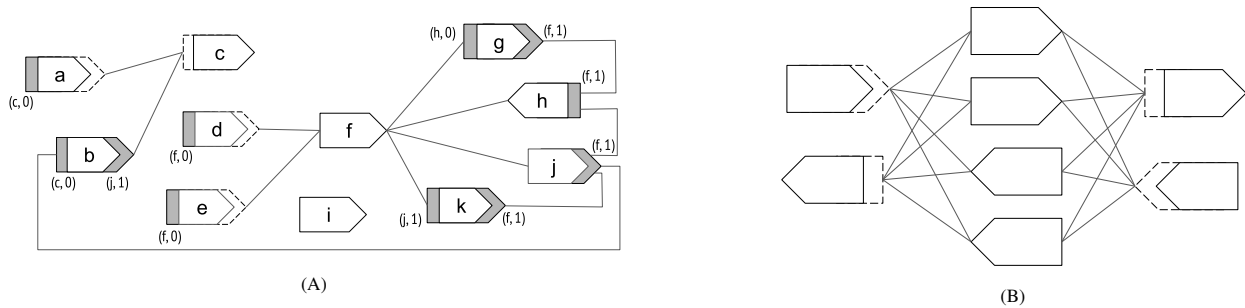 (h, 0)
g
(f, 1)
c
a
(c, 0)
(f, 1)
h
d
(f, 0)
f
(f, 1)
b
(c, 0)
(j, 1)
j
e
(f, 0)
i
(j, 1)
k
(f, 1)
(A)
(B)